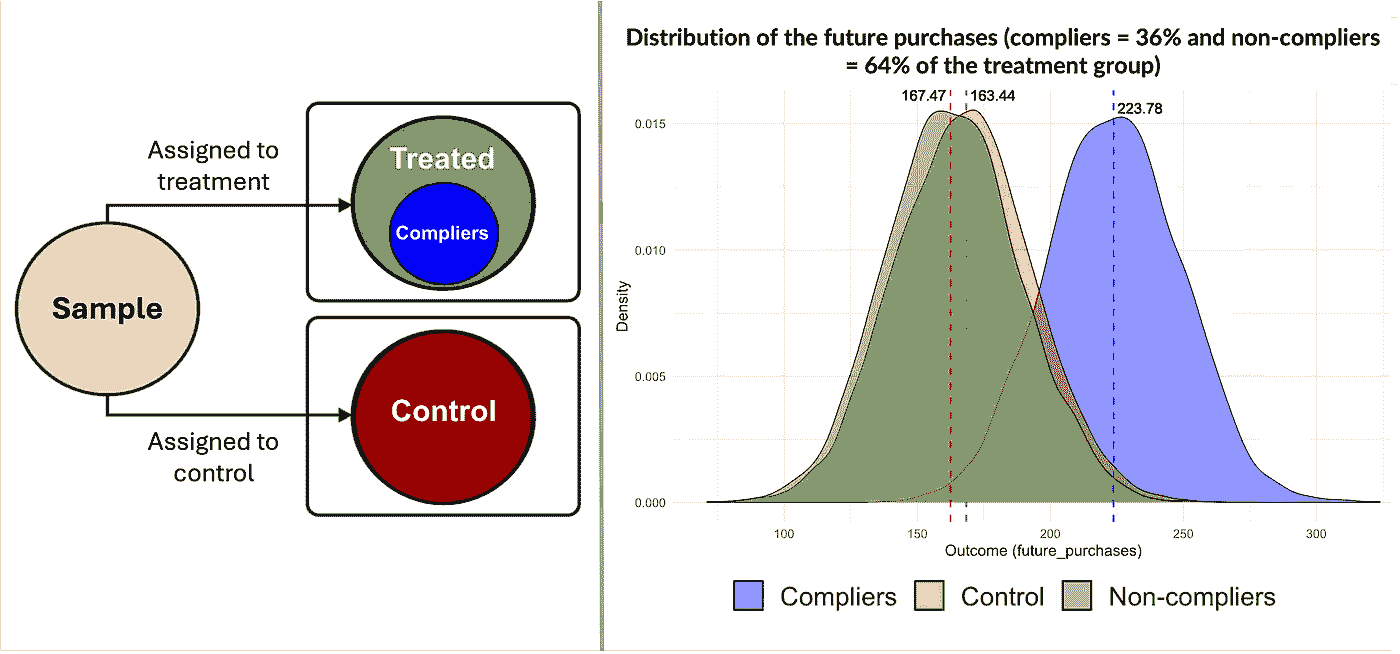 Assigned to
treatment
Treated
Compliers
Sample
Control
Assigned to
control
Distribution of the future purchases (compliers = 36% and non-compliers
= 64% of the treatment group)
167.47
163.44
223.78
0.015
0.010
0.005
0.000
Density
100
150
200
250
300
Outcome (future_purchases)
Compliers
Control
Non-compliers